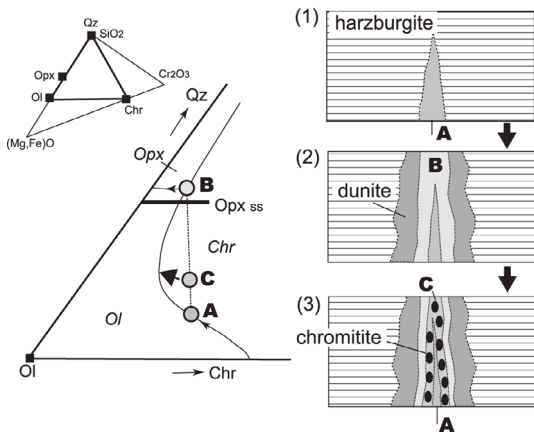 Qz
SiO2
Opx
Cr2O3
Ol
Chr
(Mg,Fe)O
Qz
Opx
B
Opx ss
Chr
C
A
Ol
Ol
Chr
(1)
harzburgite
A
(2)
B
dunite
C
(3)
chromitite
A